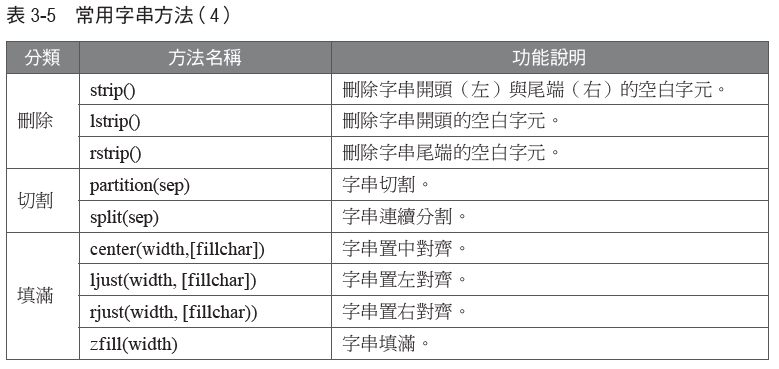 表 3-5 常用字串方法（4）
分類 方法名稱 功能說明
刪除 strip() 刪除字串開頭（左）與尾端（右）的空白字元。
lstrip() 刪除字串開頭的空白字元。
rstrip() 刪除字串尾端的空白字元。
切割 partition(sep) 字串切割。
split(sep) 字串連續分割。
填滿 center(width,[fillchar]) 字串置中對齊。
ljust(width, [fillchar]) 字串置左對齊。
rjust(width, [fillchar)) 字串置右對齊。
zfill(width) 字串填滿。